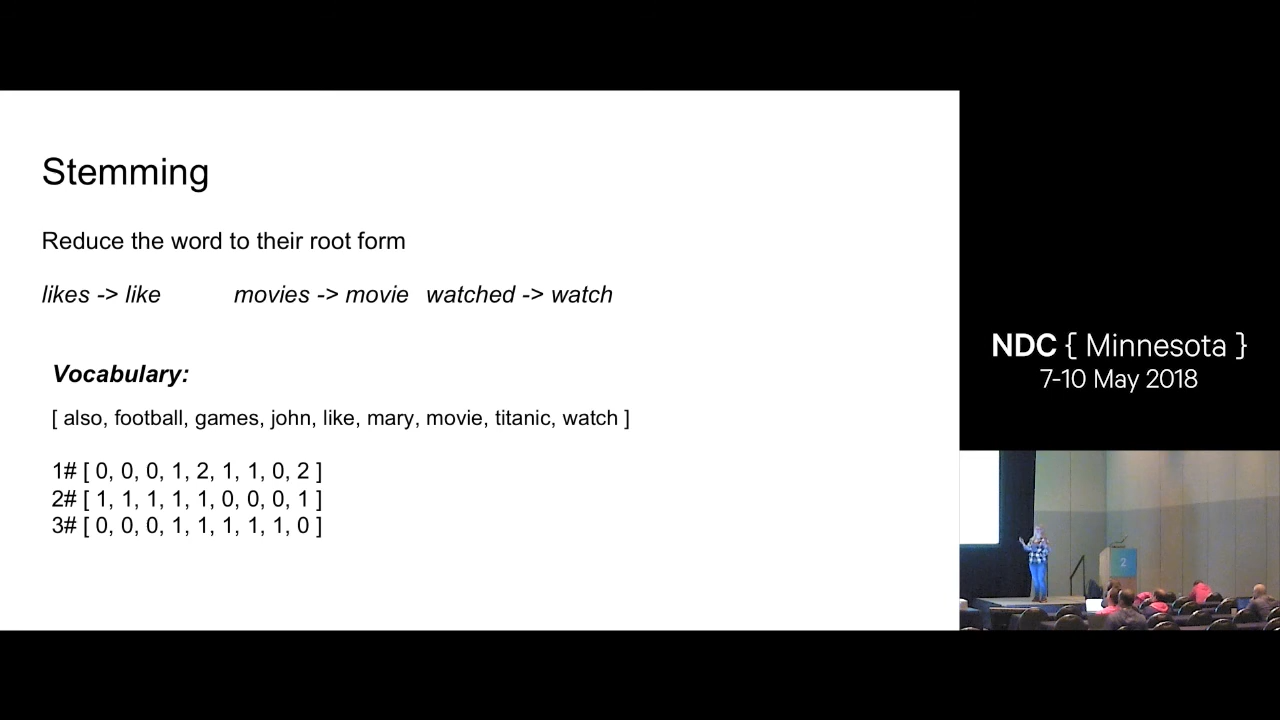 Stemming
Reduce the word to their root form
likes -> like movies -> movie watched -> watch
Vocabulary:
[ also, football, games, john, like, mary, movie, titanic, watch ]
1# [ 0, 0, 0, 1, 2, 1, 1, 0, 2 ]
2# [ 1, 1, 1, 1, 1, 0, 0, 0, 1 ]
3# [ 0, 0, 0, 1, 1, 1, 1, 1, 0 ]
NDC { Minnesota }
7-10 May 2018
2